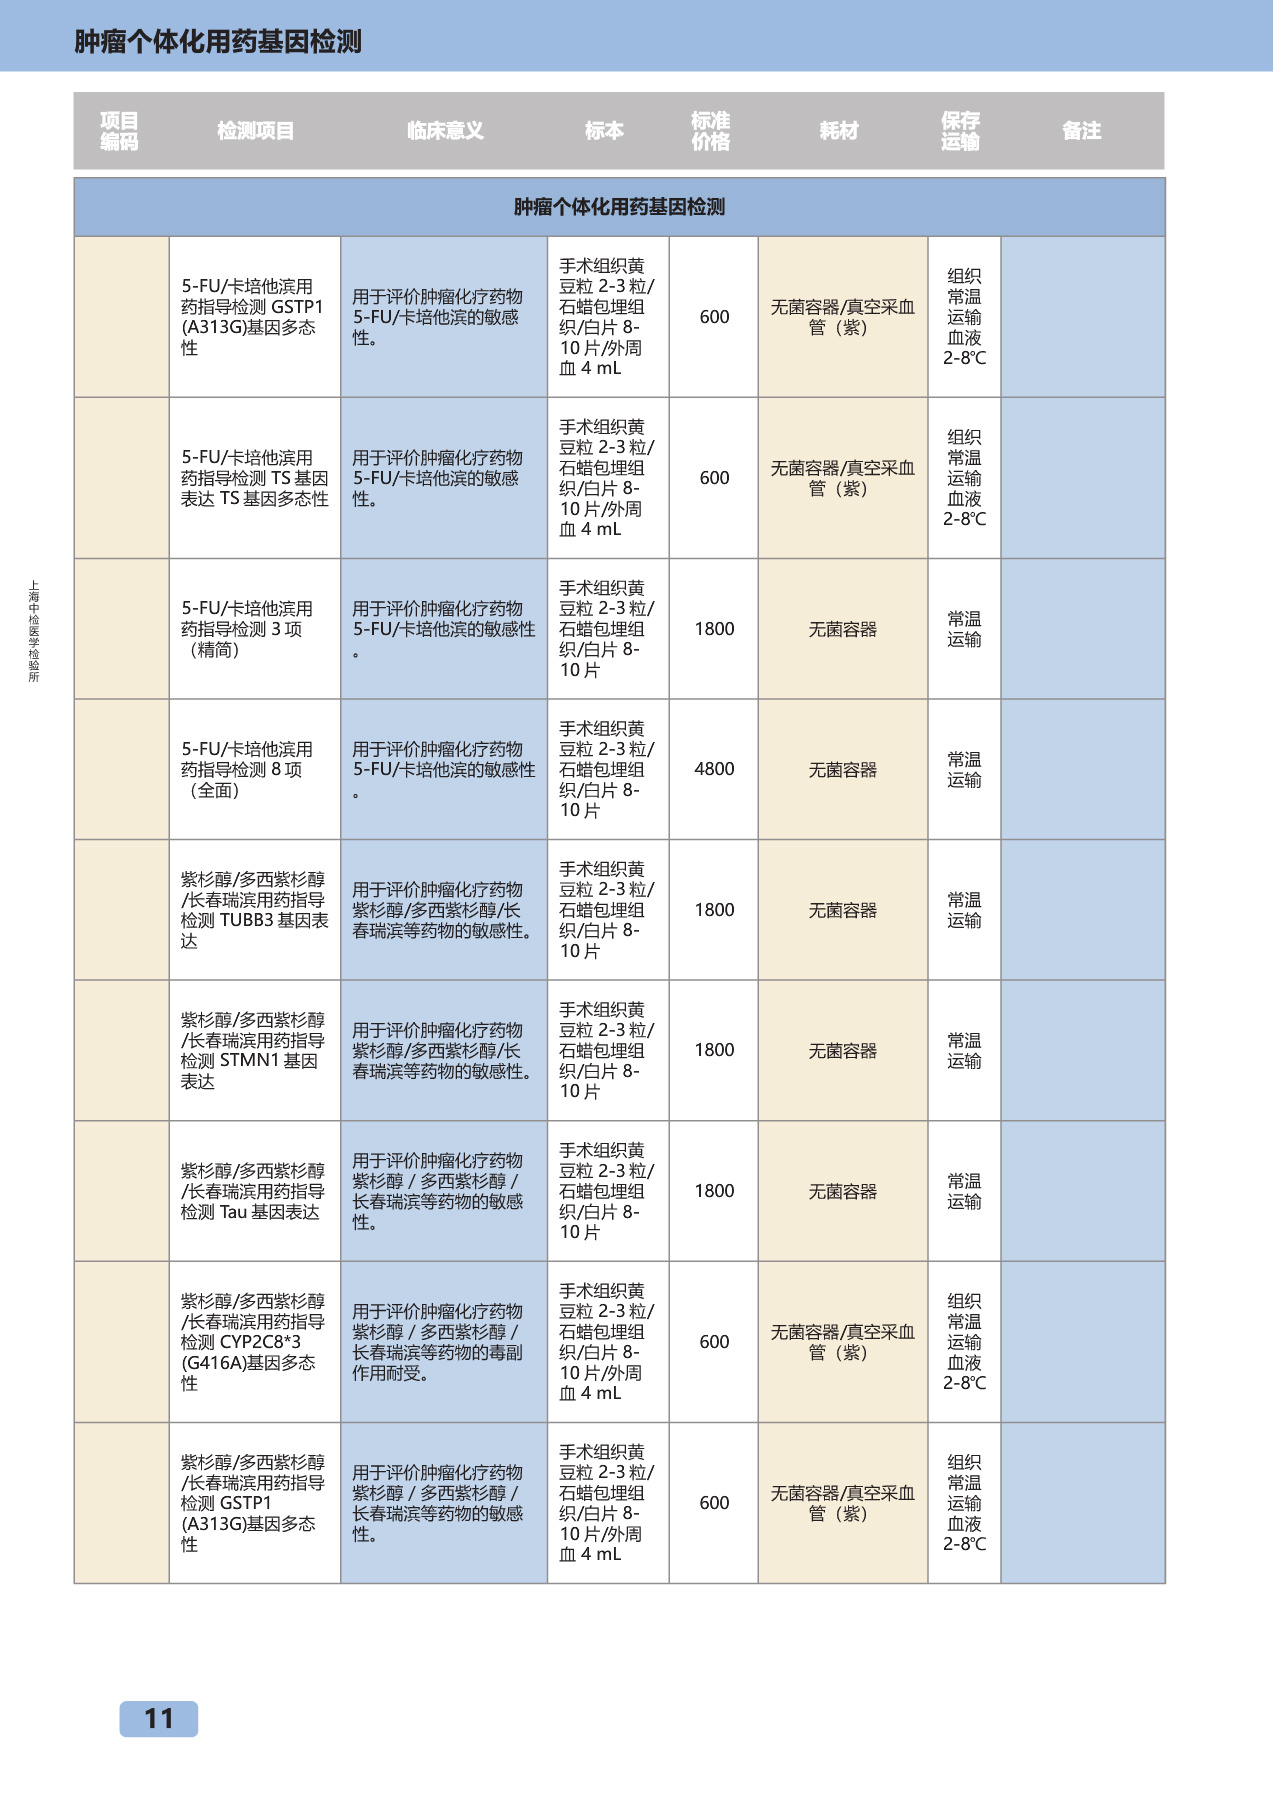 肿瘤个体化用药基因检测
项目
编码
检测项目
临床意义
标本
标准
价格
耗材
保存
运输
备注
肿瘤个体化用药基因检测
5-FU/卡培他滨用
药指导检测 GSTP1
(A313G)基因多态
性
用于评价肿瘤化疗药物
5-FU/卡培他滨的敏感
性。
手术组织黄
豆粒 2-3 粒/
石蜡包埋组
织/白片 8-
10 片/外周
血 4 mL
600
无菌容器/真空采血
管（紫）
组织
常温
运输
血液
2-8℃
5-FU/卡培他滨用
药指导检测 TS 基因
表达 TS 基因多态性
用于评价肿瘤化疗药物
5-FU/卡培他滨的敏感
性。
手术组织黄
豆粒 2-3 粒/
石蜡包埋组
织/白片 8-
10 片/外周
血 4 mL
600
无菌容器/真空采血
管（紫）
组织
常温
运输
血液
2-8℃
5-FU/卡培他滨用
药指导检测 3 项
（精简）
用于评价肿瘤化疗药物
5-FU/卡培他滨的敏感性
。
手术组织黄
豆粒 2-3 粒/
石蜡包埋组
织/白片 8-
10 片
1800
无菌容器
常温
运输
5-FU/卡培他滨用
药指导检测 8 项
（全面）
用于评价肿瘤化疗药物
5-FU/卡培他滨的敏感性
。
手术组织黄
豆粒 2-3 粒/
石蜡包埋组
织/白片 8-
10 片
4800
无菌容器
常温
运输
紫杉醇/多西紫杉醇
/长春瑞滨用药指导
检测 TUBB3 基因表
达
用于评价肿瘤化疗药物
紫杉醇/多西紫杉醇/长
春瑞滨等药物的敏感性。
手术组织黄
豆粒 2-3 粒/
石蜡包埋组
织/白片 8-
10 片
1800
无菌容器
常温
运输
紫杉醇/多西紫杉醇
/长春瑞滨用药指导
检测 STMN1 基因
表达
用于评价肿瘤化疗药物
紫杉醇/多西紫杉醇/长
春瑞滨等药物的敏感性。
手术组织黄
豆粒 2-3 粒/
石蜡包埋组
织/白片 8-
10 片
1800
无菌容器
常温
运输
紫杉醇/多西紫杉醇
/长春瑞滨用药指导
检测 Tau 基因表达
用于评价肿瘤化疗药物
紫杉醇 / 多西紫杉醇 /
长春瑞滨等药物的敏感
性。
手术组织黄
豆粒 2-3 粒/
石蜡包埋组
织/白片 8-
10 片
1800
无菌容器
常温
运输
紫杉醇/多西紫杉醇
/长春瑞滨用药指导
检测 CYP2C8*3
(G416A)基因多态
性
用于评价肿瘤化疗药物
紫杉醇 / 多西紫杉醇 /
长春瑞滨等药物的毒副
作用耐受。
手术组织黄
豆粒 2-3 粒/
石蜡包埋组
织/白片 8-
10 片/外周
血 4 mL
600
无菌容器/真空采血
管（紫）
组织
常温
运输
血液
2-8℃
紫杉醇/多西紫杉醇
/长春瑞滨用药指导
检测 GSTP1
(A313G)基因多态
性
用于评价肿瘤化疗药物
紫杉醇 / 多西紫杉醇 /
长春瑞滨等药物的敏感
性。
手术组织黄
豆粒 2-3 粒/
石蜡包埋组
织/白片 8-
10 片/外周
血 4 mL
600
无菌容器/真空采血
管（紫）
组织
常温
运输
血液
2-8℃
上海中检医学检验所
11